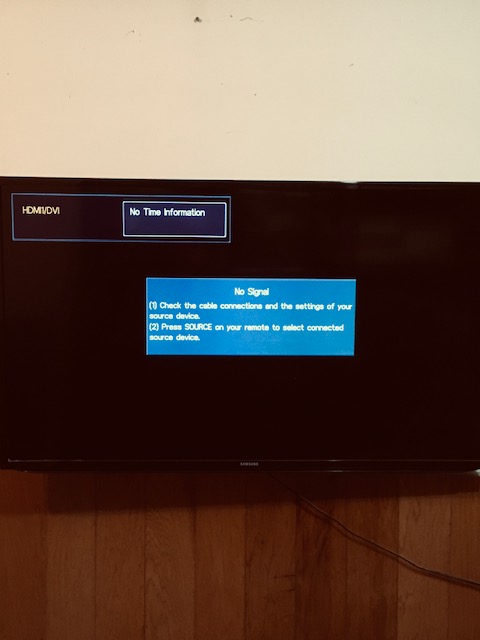 HDMI1/DVI
No Time Information
No Signal
(1) Check the cable connections and the settings of your
source device.
(2) Press SOURCE on your remote to select connected
source device.
SAMSUNG